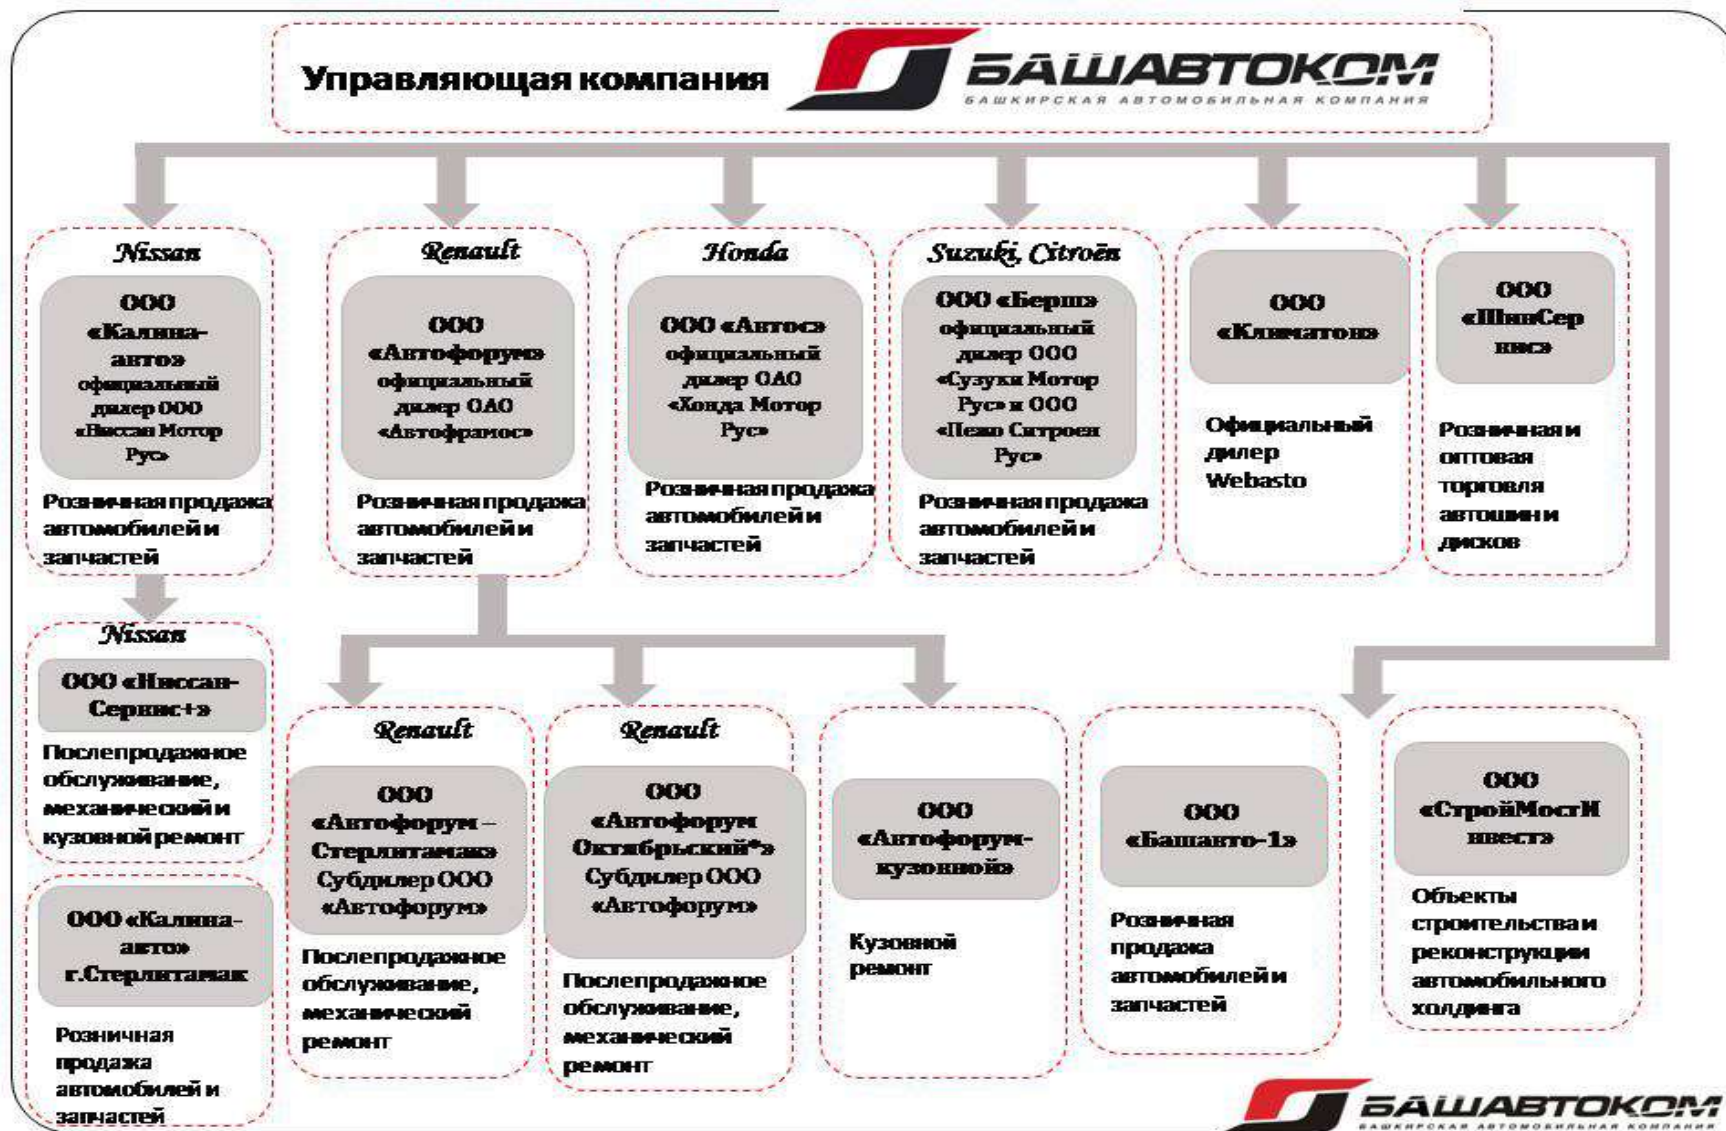 Управляющая компания
БАШАВТОКОМ
БАШКИРСКАЯ АВТОМОБИЛЬНАЯ КОМПАНИЯ
Nissan
ООО
«Калина-
авто»
официальный
дилер ООО
«Ниссан Мотор
Рус»
Розничная продажа
автомобилей и
запчастей
Renault
ООО
«Автофорум»
официальный
дилер ОАО
«Автофрамос»
Розничная продажа
автомобилей и
запчастей
Honda
ООО «Автос»
официальный
дилер ОАО
«Хонда Мотор
Рус»
Розничная продажа
автомобилей и
запчастей
Suzuki, Citroën
ООО «Берш»
официальный
дилер ООО
«Сузуки Мотор
Рус» и ООО
«Пежо Ситроен
Рус»
Розничная продажа
автомобилей и
запчастей
ООО
«Климатон»
Официальный
дилер
Webasto
ООО
«ШинСер
вис»
Розничная и
оптовая
торговля
автошин и
дисков
Nissan
ООО «Ниссан-
Сервис+»
Послепродажное
обслуживание,
механический и
кузовной ремонт
ООО «Калина-
авто»
г.Стерлитамак
Розничная
продажа
автомобилей и
запчастей
Renault
ООО
«Автофорум –
Стерлитамак»
Субдилер ООО
«Автофорум»
Послепродажное
обслуживание,
механический
ремонт
Renault
ООО
«Автофорум
Октябрьский*»
Субдилер ООО
«Автофорум»
Послепродажное
обслуживание,
механический
ремонт
ООО
«Автофорум-
кузовной»
Кузовной
ремонт
ООО
«Башавто-1»
Розничная
продажа
автомобилей и
запчастей
ООО
«СтройМостИ
нвест»
Объекты
строительства и
реконструкции
автомобильного
холдинга
БАШАВТОКОМ
БАШКИРСКАЯ АВТОМОБИЛЬНАЯ КОМПАНИЯ